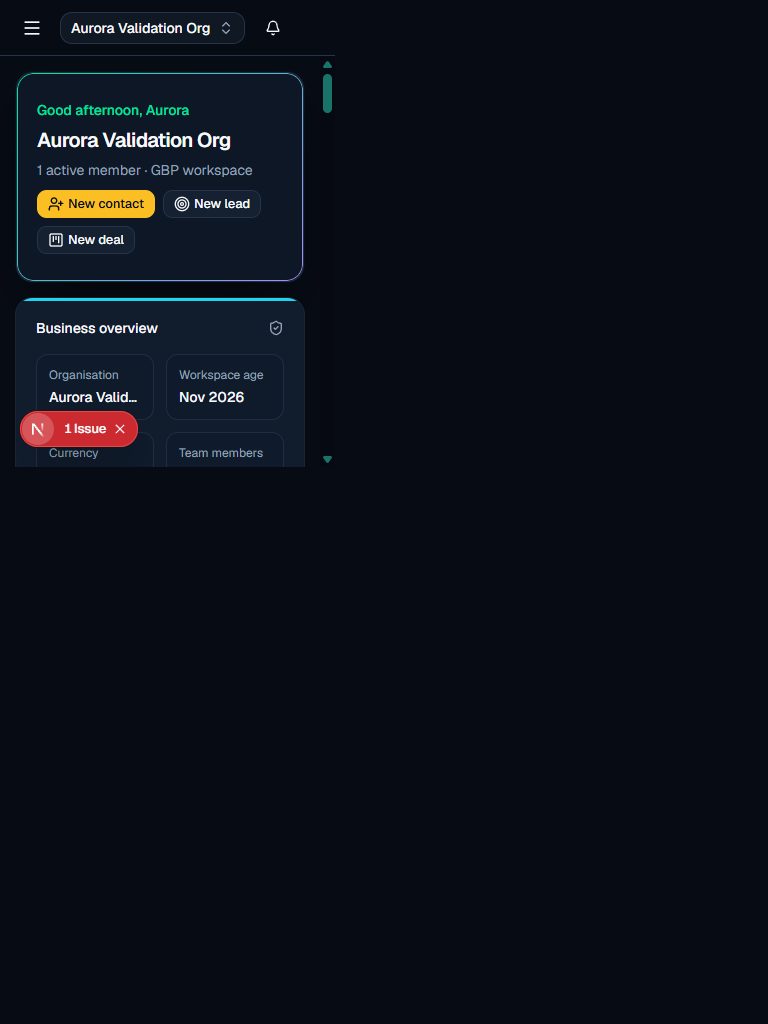 Aurora Validation Org
Good afternoon, Aurora
Aurora Validation Org
1 active member · GBP workspace
New contact
New lead
New deal
Business overview
Organisation
Workspace age
Aurora Valid...
Nov 2026
N
1 Issue
Currency
Team members